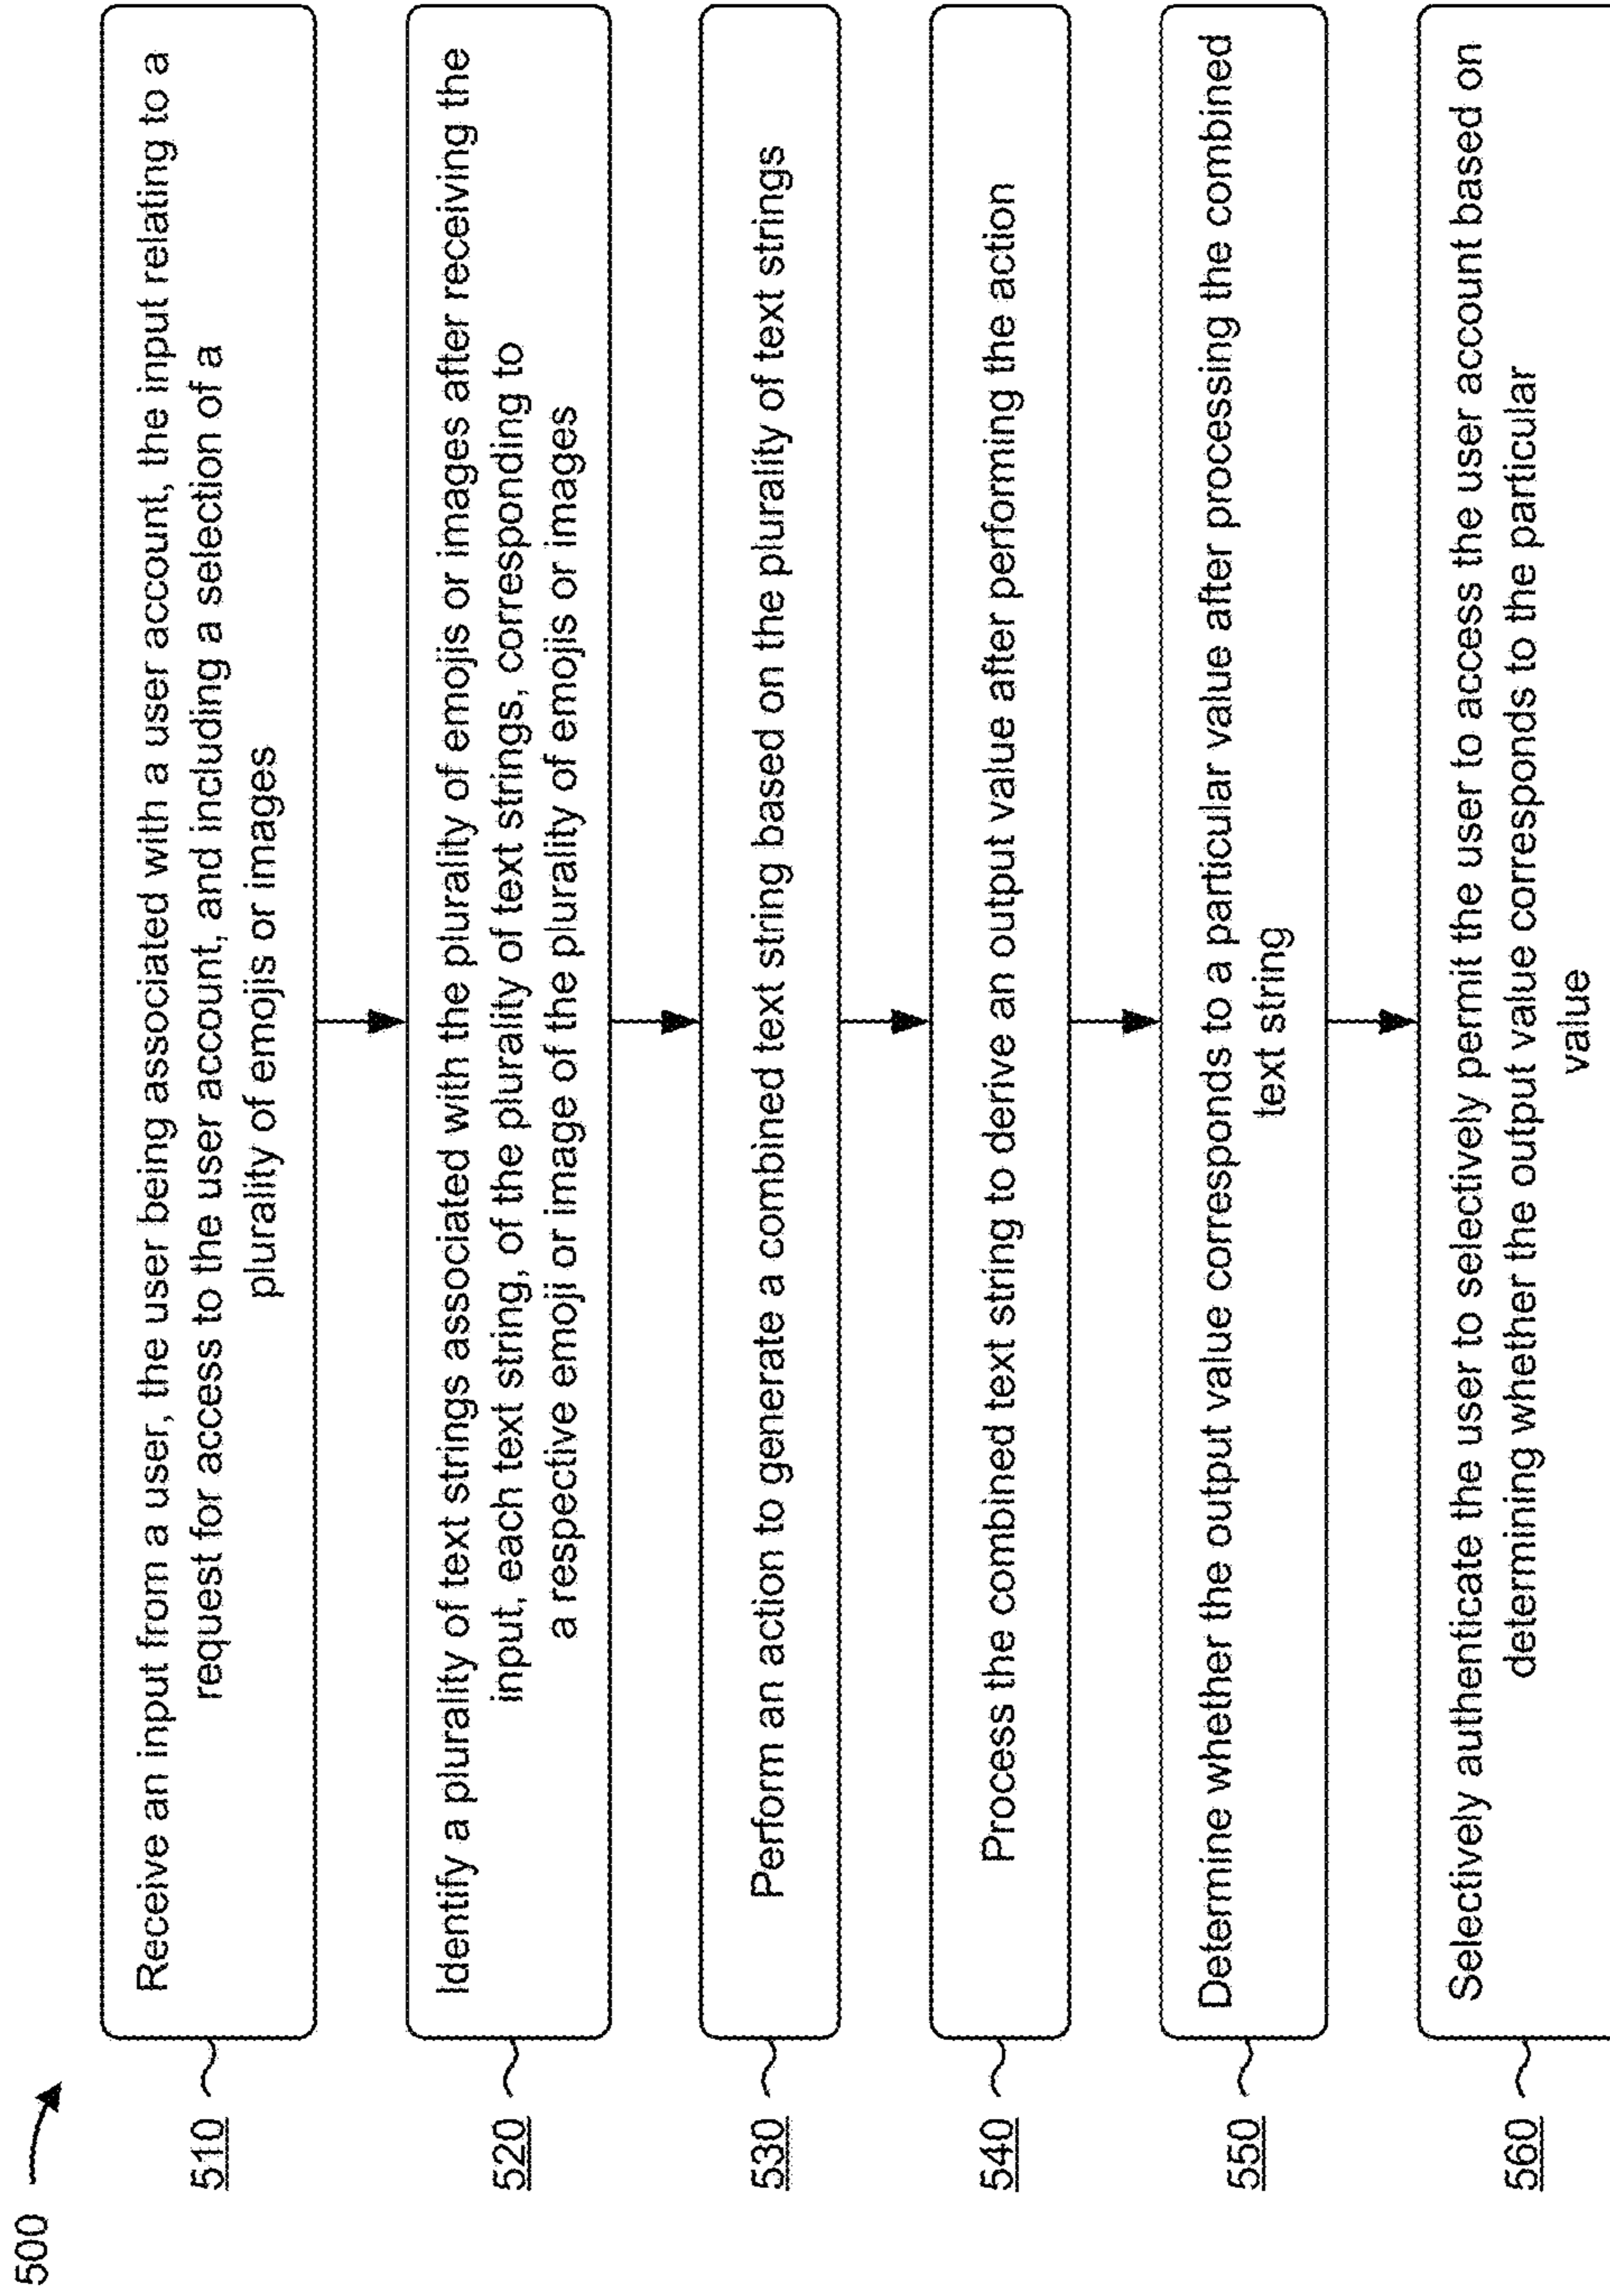 500
510
Receive an input from a user, the user being associated with a user account, the input relating to a
request for access to the user account, and including a selection of a
plurality of emojis or images
520
Identify a plurality of text strings associated with the plurality of emojis or images after receiving the
input, each text string, of the plurality of text strings, corresponding to
a respective emoji or image of the plurality of emojis or images
530
Perform an action to generate a combined text string based on the plurality of text strings
540
Process the combined text string to derive an output value after performing the action
550
Determine whether the output value corresponds to a particular value after processing the combined
text string
560
Selectively authenticate the user to selectively permit the user to access the user account based on
determining whether the output value corresponds to the particular
value